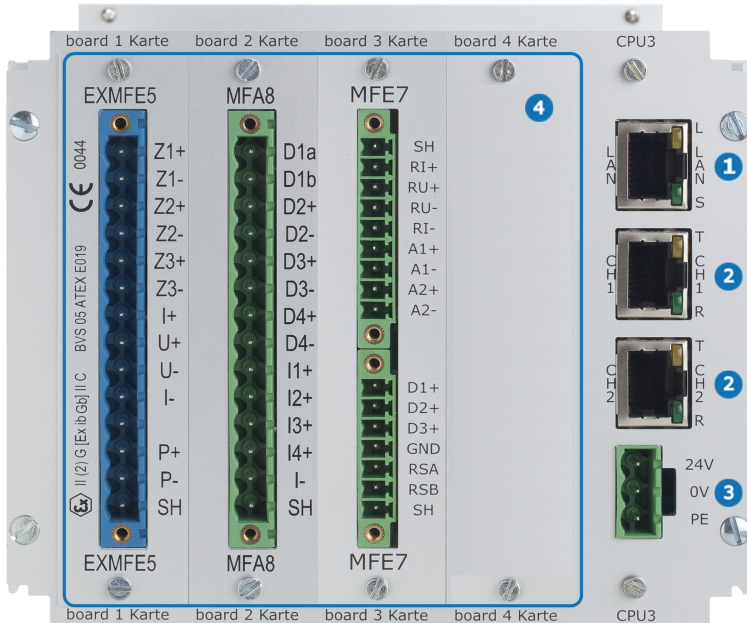 board 1 Karte
board 2 Karte
board 3 Karte
board 4 Karte
CPU3
EXMFE5
MFA8
MFE7
4
CE 0044
BVS 05 ATEX E019
II (2) G [Ex ib Gb] II C
Ex
Z1+
Z1-
Z2+
Z2-
Z3+
Z3-
I+
U+
U-
I-
P+
P-
SH
D1a
D1b
D2+
D2-
D3+
D3-
D4+
D4-
I1+
I2+
I3+
I4+
I-
SH
SH
RI+
RU+
RU-
RI-
A1+
A1-
A2+
A2-
D1+
D2+
D3+
GND
RSA
RSB
SH
LAN
L
LAN
S
1
CH1
T
CH1
R
2
CH2
T
CH2
R
2
24V
0V
PE
3
EXMFE5
MFA8
MFE7
board 1 Karte
board 2 Karte
board 3 Karte
board 4 Karte
CPU3